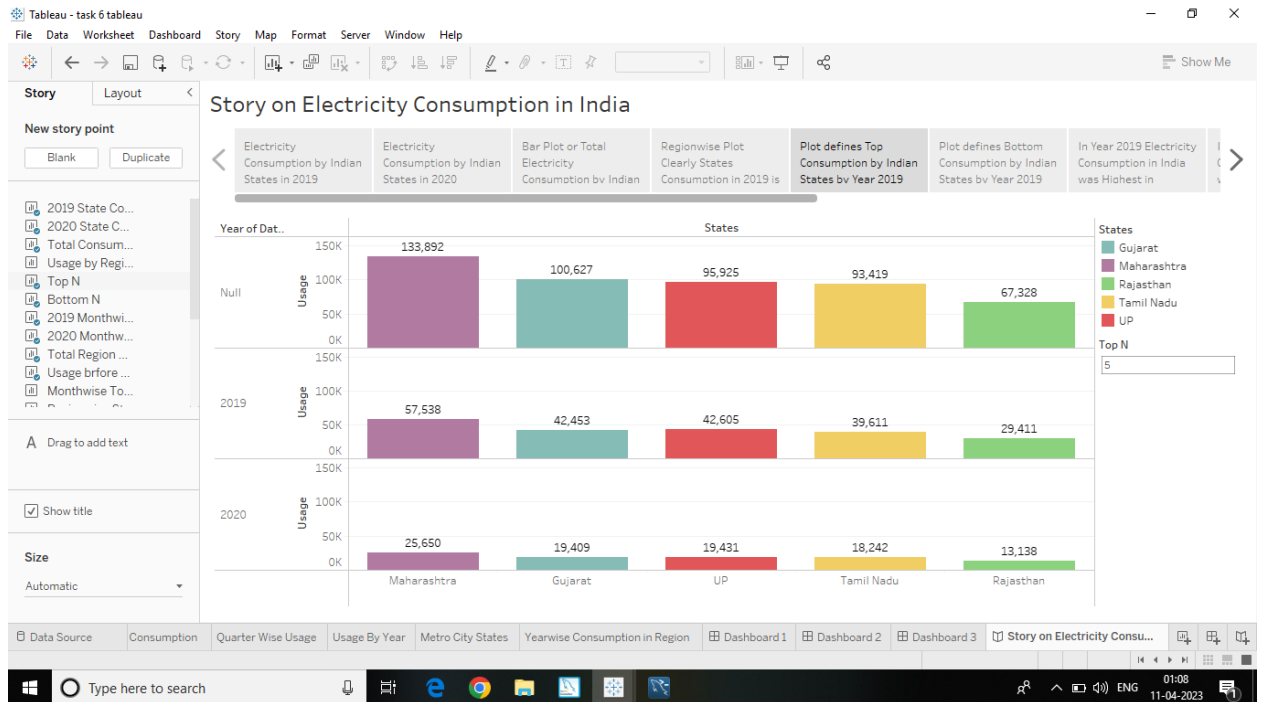 Tableau - task 6 tableau
File Data Worksheet Dashboard Story Map Format Server Window Help
Show Me
Story Layout
New story point
Blank Duplicate
2019 State Co...
2020 State C...
Total Consum...
Usage by Regi...
Top N
Bottom N
2019 Monthwi...
2020 Monthw...
Total Region ...
Usage brfore ...
Monthwise To...
A Drag to add text
Show title
Size
Automatic
Story on Electricity Consumption in India
Electricity
Consumption by Indian
States in 2019
Electricity
Consumption by Indian
States in 2020
Bar Plot or Total
Electricity
Consumption by Indian
Regionwise Plot
Clearly States
Consumption in 2019 is
Plot defines Top
Consumption by Indian
States by Year 2019
Plot defines Bottom
Consumption by Indian
States by Year 2019
In Year 2019 Electricity
Consumption in India
was Highest in
Year of Dat..
States
Null
Usage
150K
100K
50K
0K
133,892
100,627
95,925
93,419
67,328
2019
Usage
150K
100K
50K
0K
57,538
42,453
42,605
39,611
29,411
2020
Usage
150K
100K
50K
0K
25,650
19,409
19,431
18,242
13,138
Maharashtra Gujarat UP Tamil Nadu Rajasthan
States
Gujarat
Maharashtra
Rajasthan
Tamil Nadu
UP
Top N
5
Data Source Consumption Quarter Wise Usage Usage By Year Metro City States Yearwise Consumption in Region Dashboard 1 Dashboard 2 Dashboard 3 Story on Electricity Consu...
Type here to search
ENG
01:08
11-04-2023
1